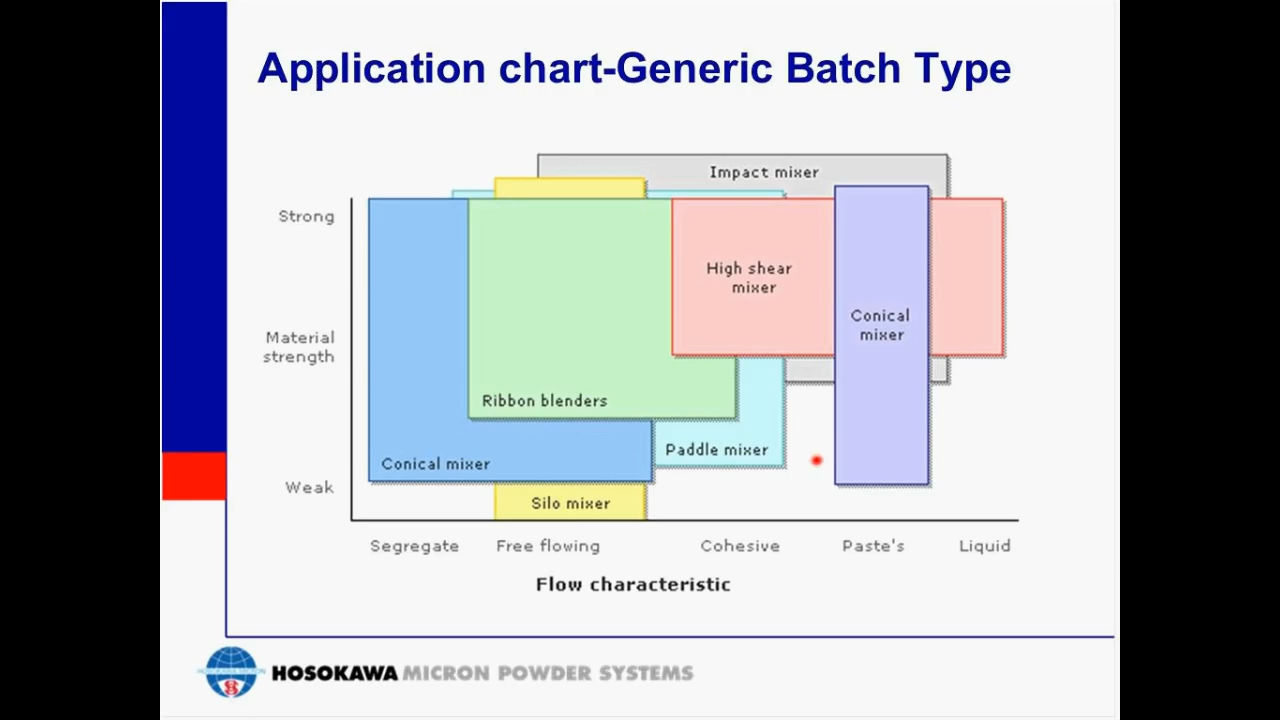 Application chart-Generic Batch Type
Impact mixer
Strong
High shear
mixer
Conical
mixer
Material
strength
Ribbon blenders
Paddle mixer
Conical mixer
Weak
Silo mixer
Segregate
Free flowing
Cohesive
Paste's
Liquid
Flow characteristic
HOSOKAWA MICRON POWDER SYSTEMS